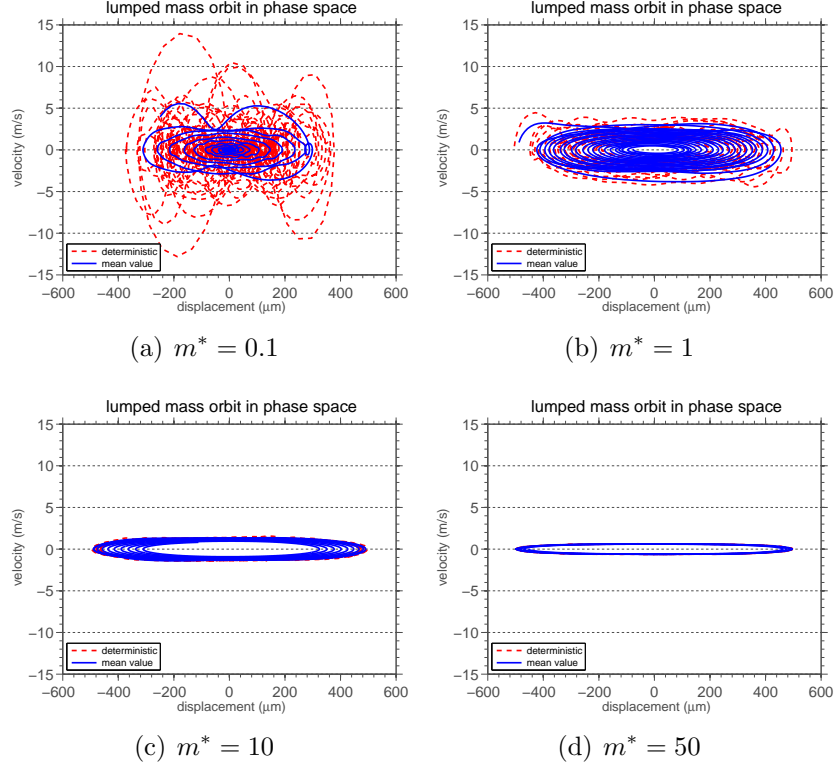 lumped mass orbit in phase space
15
10
5
0
−5
−10
−15
velocity (m/s)
deterministic
mean value
−600 −400 −200 0 200 400 600
displacement (μm)
(a) m* = 0.1
lumped mass orbit in phase space
15
10
5
0
−5
−10
−15
velocity (m/s)
deterministic
mean value
−600 −400 −200 0 200 400 600
displacement (μm)
(b) m* = 1
lumped mass orbit in phase space
15
10
5
0
−5
−10
−15
velocity (m/s)
deterministic
mean value
−600 −400 −200 0 200 400 600
displacement (μm)
(c) m* = 10
lumped mass orbit in phase space
15
10
5
0
−5
−10
−15
velocity (m/s)
deterministic
mean value
−600 −400 −200 0 200 400 600
displacement (μm)
(d) m* = 50